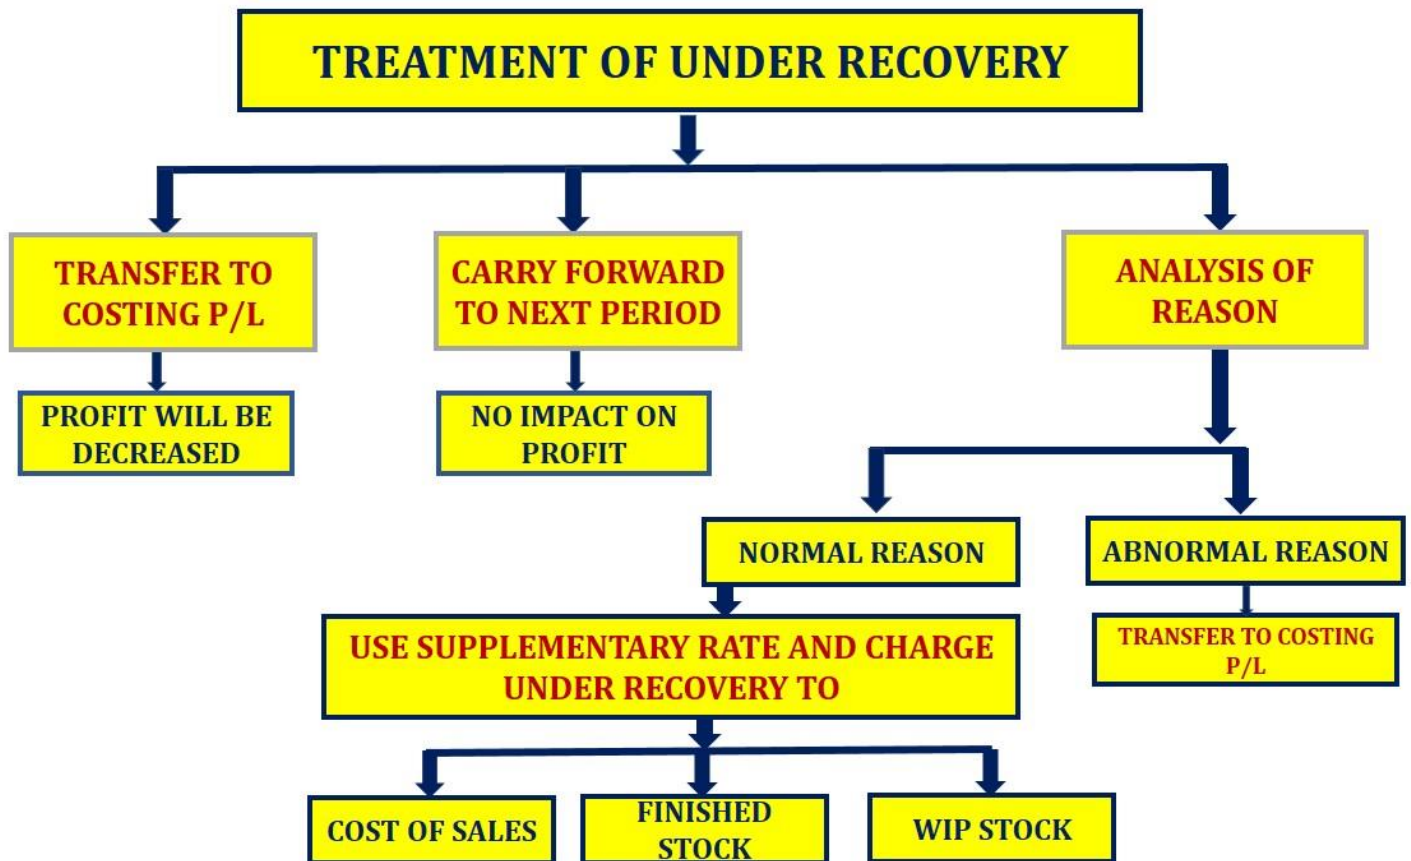 TREATMENT OF UNDER RECOVERY
TRANSFER TO
COSTING P/L
CARRY FORWARD
TO NEXT PERIOD
ANALYSIS OF
REASON
PROFIT WILL BE
DECREASED
NO IMPACT ON
PROFIT
NORMAL REASON
ABNORMAL REASON
USE SUPPLEMENTARY RATE AND CHARGE
UNDER RECOVERY TO
TRANSFER TO COSTING
P/L
COST OF SALES
FINISHED
STOCK
WIP STOCK